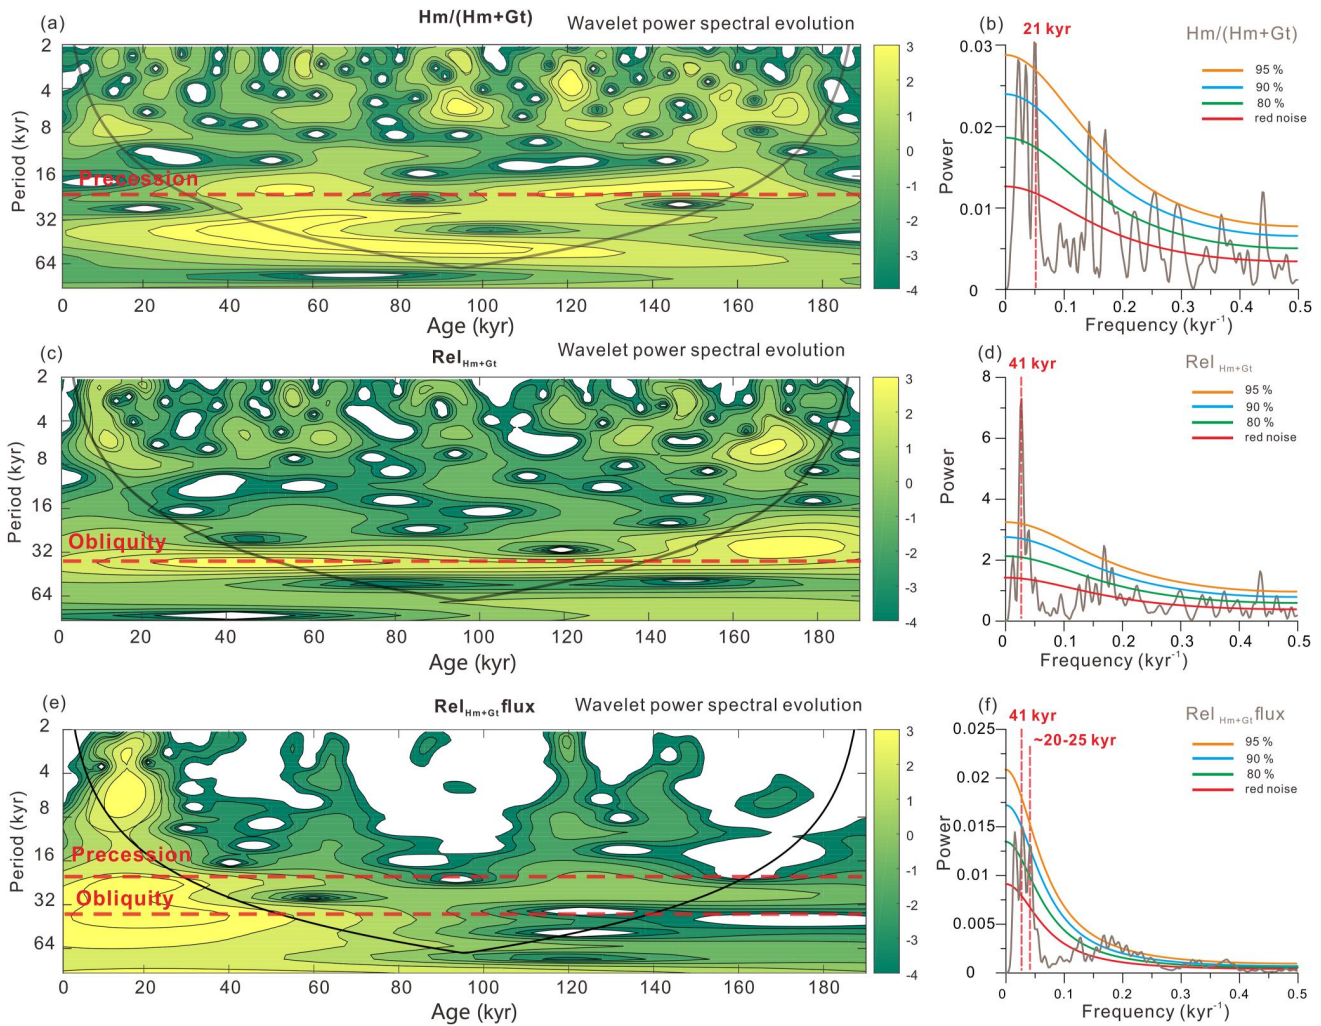 (a)
Hm/(Hm+Gt)
Wavelet power spectral evolution
2
4
8
16
32
64
Period (kyr)
Precession
0 20 40 60 80 100 120 140 160 180
Age (kyr)
3
2
1
0
-1
-2
-3
-4
(b)
21 kyr
Hm/(Hm+Gt)
95 %
90 %
80 %
red noise
0.03
0.02
0.01
0
Power
0 0.1 0.2 0.3 0.4 0.5
Frequency (kyr-1)
(c)
RelHm+Gt
Wavelet power spectral evolution
2
4
8
16
32
64
Period (kyr)
Obliquity
0 20 40 60 80 100 120 140 160 180
Age (kyr)
3
2
1
0
-1
-2
-3
-4
(d)
41 kyr
Rel Hm+Gt
95 %
90 %
80 %
red noise
8
6
4
2
0
Power
0 0.1 0.2 0.3 0.4 0.5
Frequency (kyr-1)
(e)
RelHm+Gt flux
Wavelet power spectral evolution
2
4
8
16
32
64
Period (kyr)
Precession
Obliquity
0 20 40 60 80 100 120 140 160 180
Age (kyr)
3
2
1
0
-1
-2
-3
-4
(f)
41 kyr
~20-25 kyr
Rel Hm+Gt flux
95 %
90 %
80 %
red noise
0.025
0.02
0.015
0.01
0.005
0
Power
0 0.1 0.2 0.3 0.4 0.5
Frequency (kyr-1)